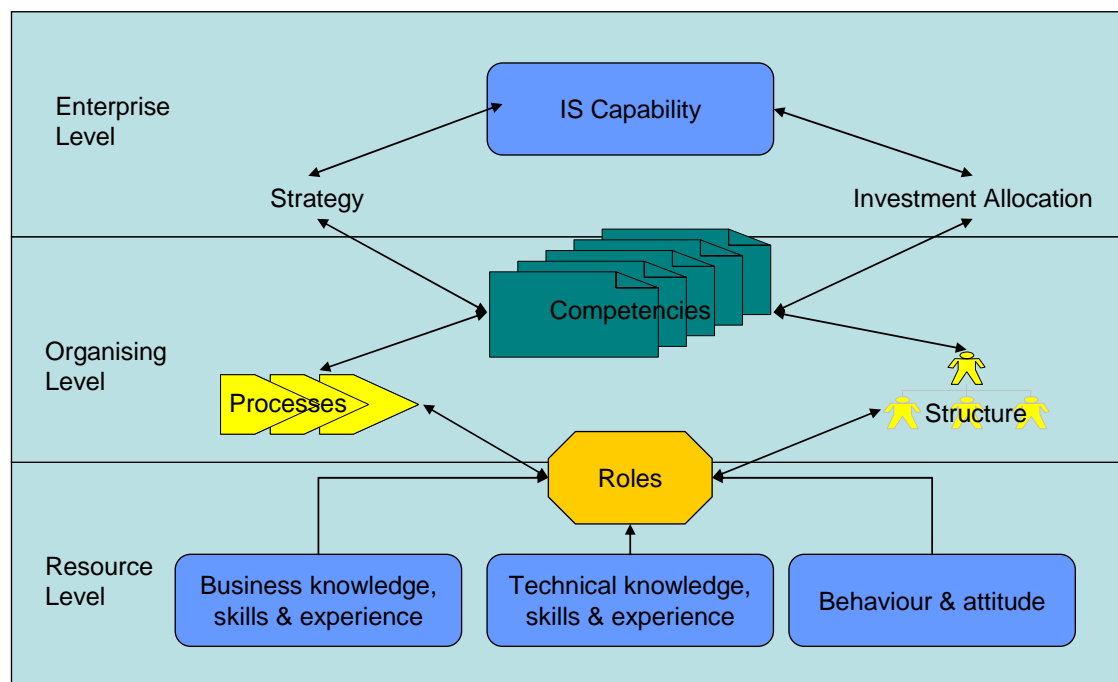 Enterprise
Level
IS Capability
Strategy
Investment Allocation
Organising
Level
Competencies
Processes
Structure
Roles
Resource
Level
Business knowledge,
skills & experience
Technical knowledge,
skills & experience
Behaviour & attitude